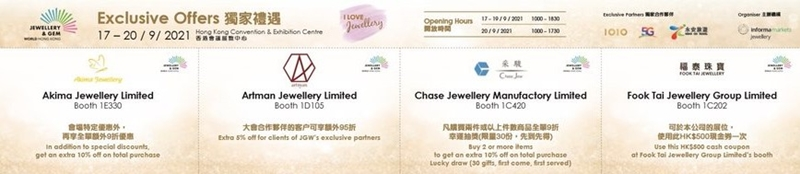 JEWELLERY
& GEM
WORLD HONG KONG
Exclusive Offers 獨家禮遇
17 – 20 / 9 / 2021
Hong Kong Convention & Exhibition Centre
香港會議展覽中心
I LOVE
Jewellery
Opening Hours
開放時間
17 - 19 / 9 / 2021 1000 - 1830
20 / 9 / 2021 1000 - 1730
Exclusive Partners 獨家合作夥伴
1O1O
5G
永安旅遊
Organiser 主辦機構
informa markets
jewellery
Akima Jewellery
Akima Jewellery Limited
Booth 1E330
會場特定優惠外，
再享全單額外9折優惠
In addition to special discounts,
get an extra 10% off on total purchase
artman
Artman Jewellery Limited
Booth 1D105
大會合作夥伴的客戶可享額外95折
Extra 5% off for clients of JGW's exclusive partners
采駿
Chase Jew
Chase Jewellery Manufactory Limited
Booth 1C420
凡購買兩件或以上件數貨品全單9折
幸運抽獎(限量30份，先到先得)
Buy 2 or more items
to get an extra 10% off on total purchase
Lucky draw (30 gifts, first come, first served)
福泰珠寶
FOOK TAI JEWELLERY
Fook Tai Jewellery Group Limited
Booth 1C202
可於本公司的展位，
使用此HK$500現金券一次
Use this HK$500 cash coupon
at Fook Tai Jewellery Group Limited's booth